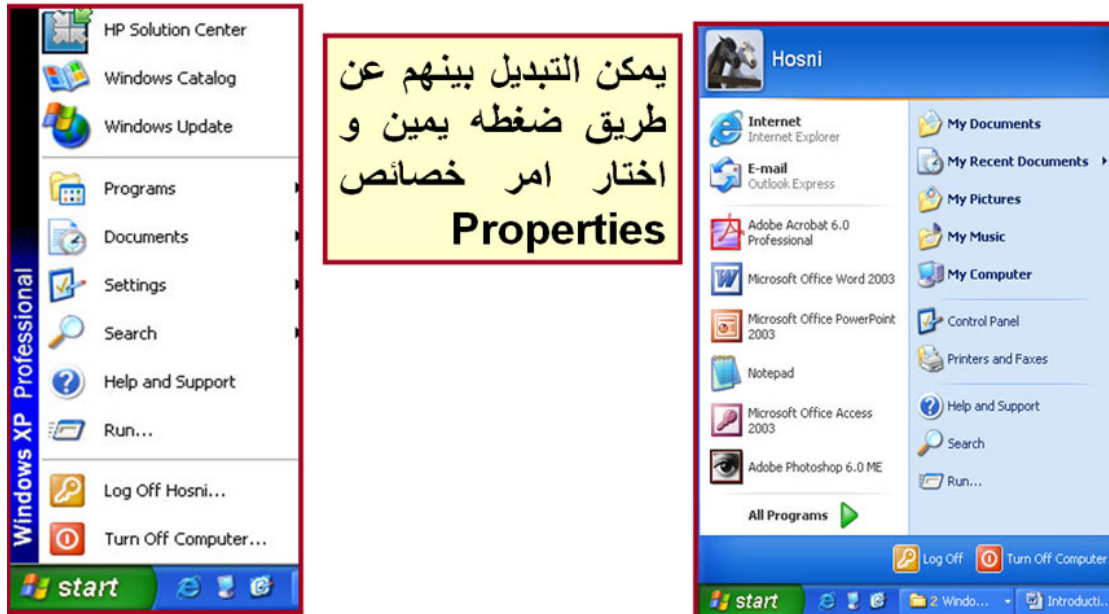 HP Solution Center
Windows Catalog
Windows Update
Programs
Documents
Settings
Search
Help and Support
Run...
Log Off Hosni...
Turn Off Computer...
Windows XP Professional
start
يمكن التبديل بينهم عن
طريق ضغطه يمين و
اختار امر خصائص
Properties
Hosni
Internet
Internet Explorer
E-mail
Outlook Express
Adobe Acrobat 6.0
Professional
Microsoft Office Word 2003
Microsoft Office PowerPoint
2003
Notepad
Microsoft Office Access
2003
Adobe Photoshop 6.0 ME
All Programs
My Documents
My Recent Documents
My Pictures
My Music
My Computer
Control Panel
Printers and Faxes
Help and Support
Search
Run...
Log Off
Turn Off Computer
start
2 Windo...
Introducti...